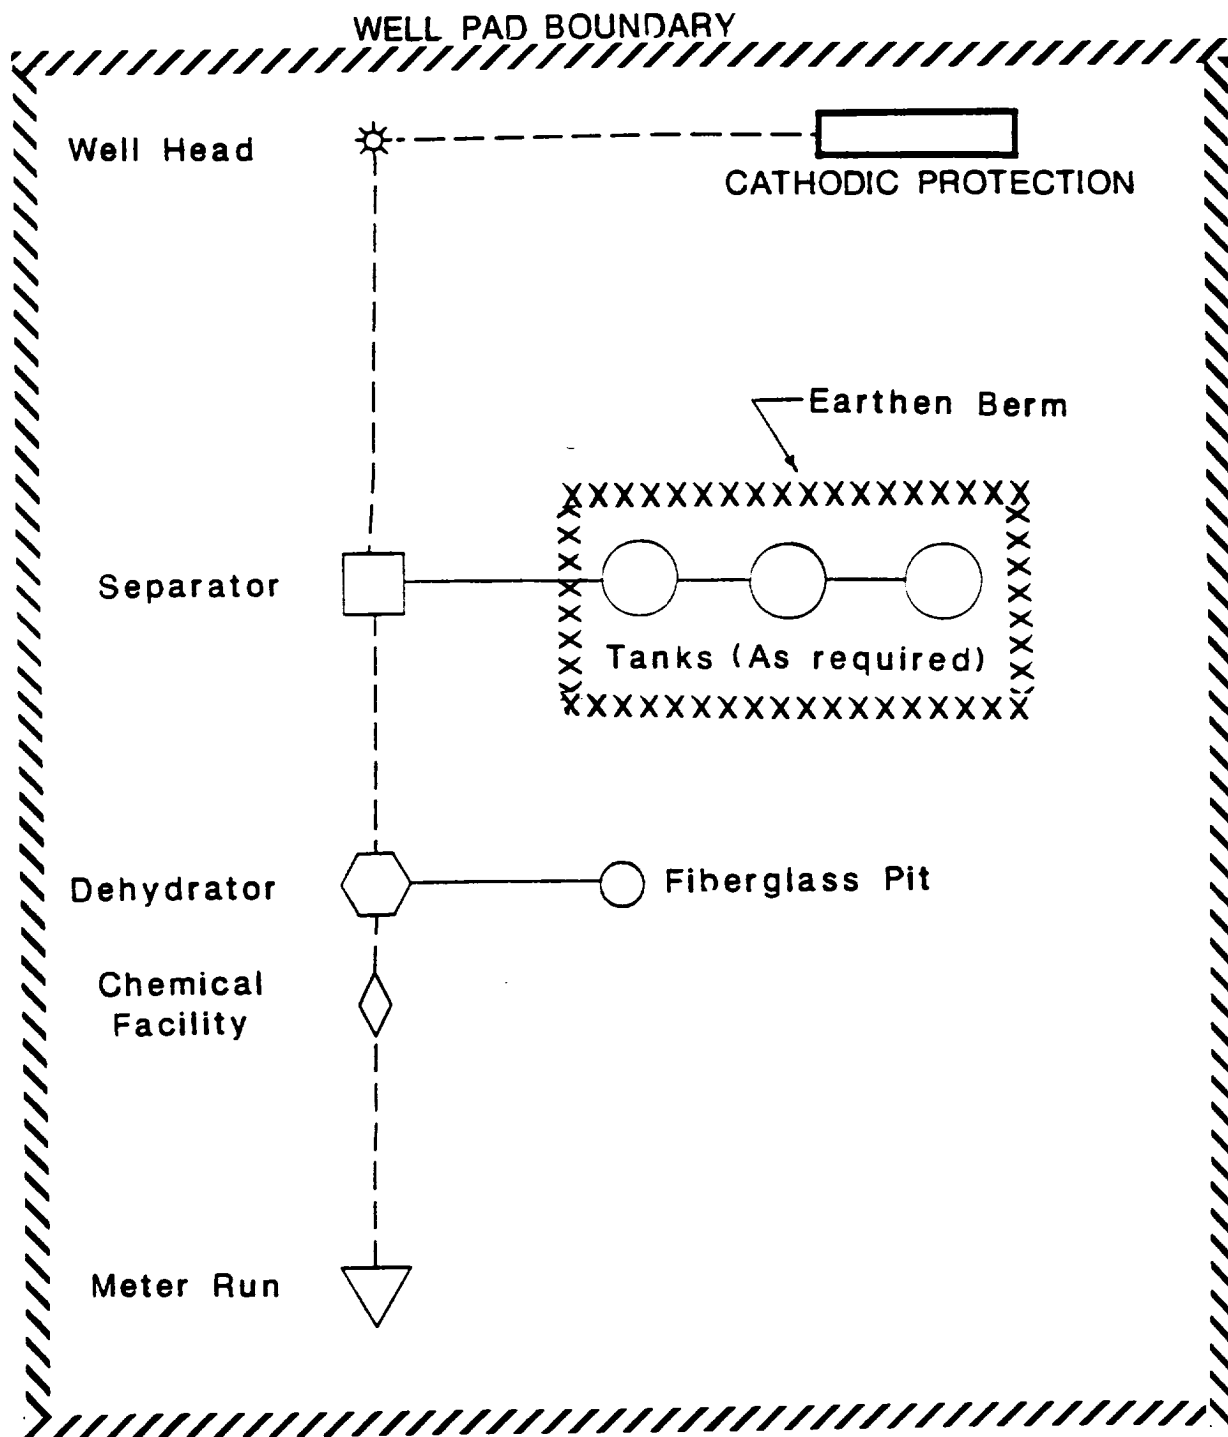 WELL PAD BOUNDARY
Well Head
CATHODIC PROTECTION
Earthen Berm
Separator
Tanks (As required)
Dehydrator
Fiberglass Pit
Chemical
Facility
Meter Run